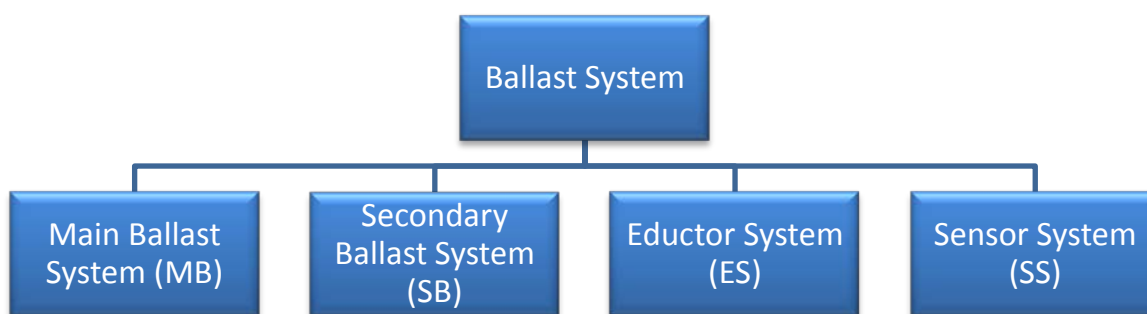 Ballast System
Main Ballast
System (MB)
Secondary
Ballast System
(SB)
Eductor System
(ES)
Sensor System
(SS)